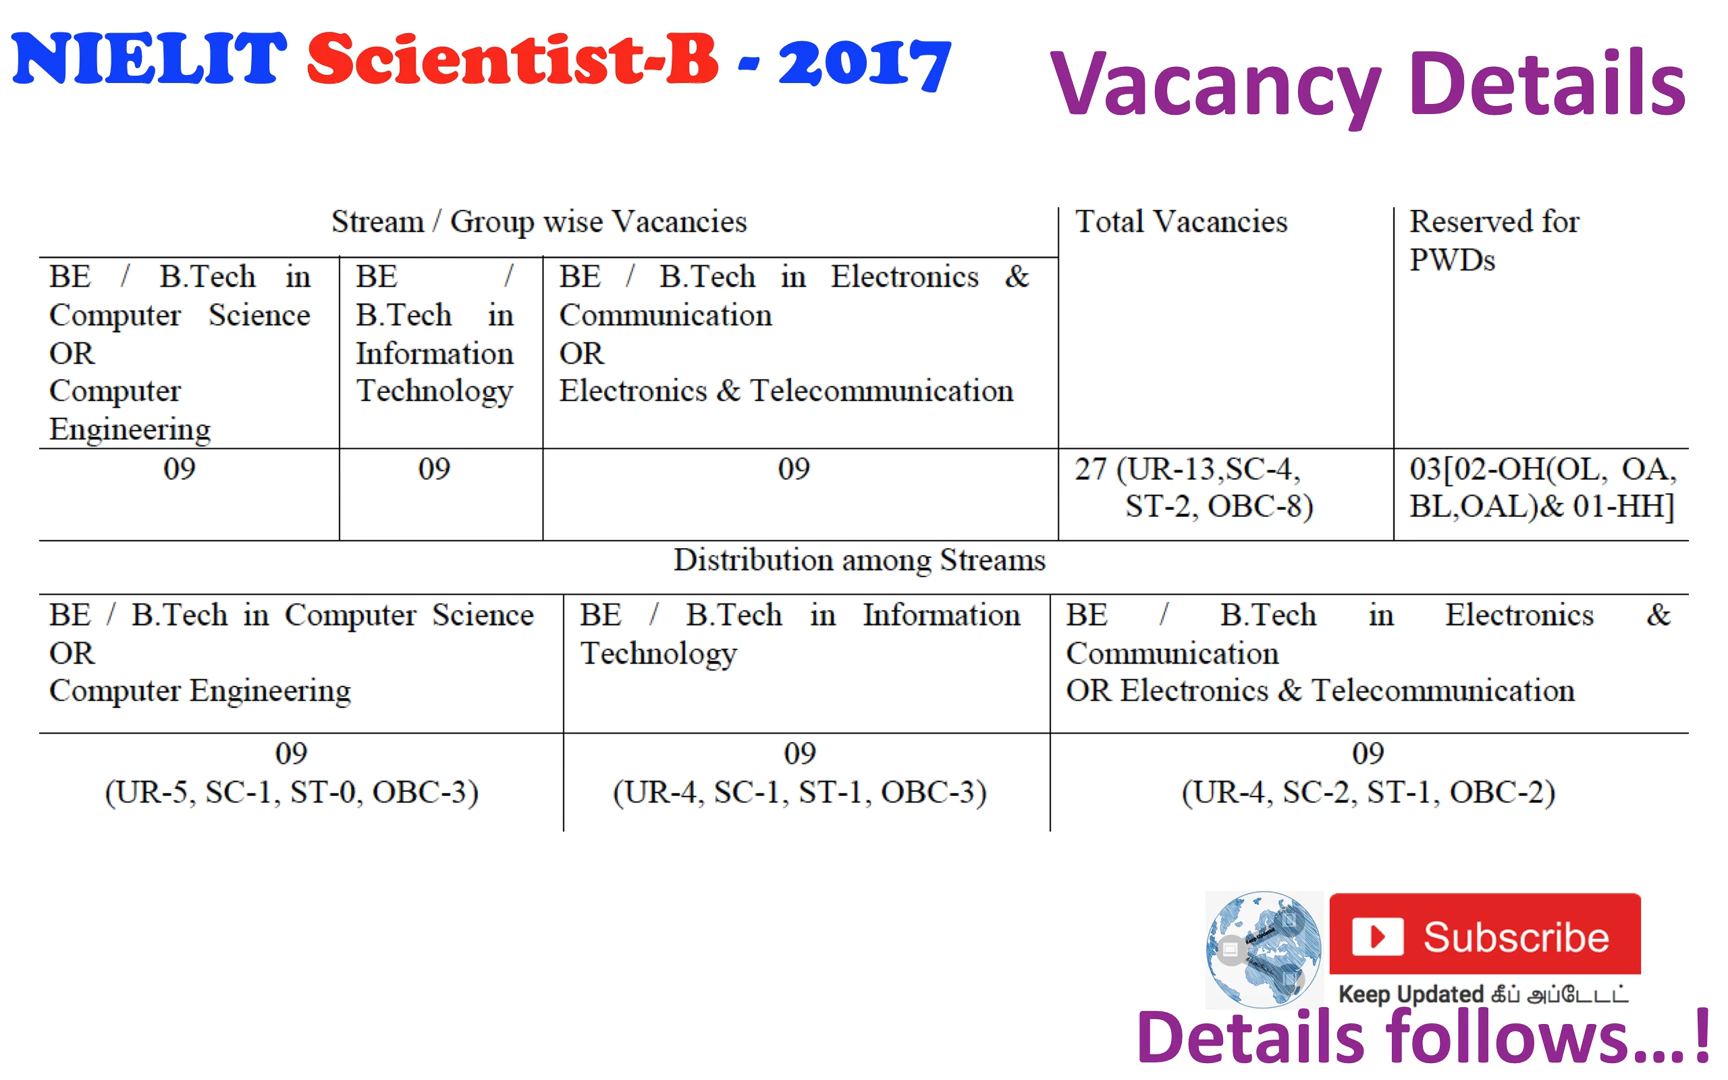 NIELIT Scientist-B - 2017
Vacancy Details
Stream / Group wise Vacancies
Total Vacancies
Reserved for
PWDs
BE / B.Tech in
Computer Science
OR
Computer
Engineering
BE /
B.Tech in
Information
Technology
BE / B.Tech in Electronics &
Communication
OR
Electronics & Telecommunication
09
09
09
27 (UR-13,SC-4,
ST-2, OBC-8)
03[02-OH(OL, OA,
BL,OAL)& 01-HH]
Distribution among Streams
BE / B.Tech in Computer Science
OR
Computer Engineering
BE / B.Tech in Information
Technology
BE / B.Tech in Electronics &
Communication
OR Electronics & Telecommunication
09
(UR-5, SC-1, ST-0, OBC-3)
09
(UR-4, SC-1, ST-1, OBC-3)
09
(UR-4, SC-2, ST-1, OBC-2)
Subscribe
Keep Updated கீப் அப்டேடட்
Details follows...!